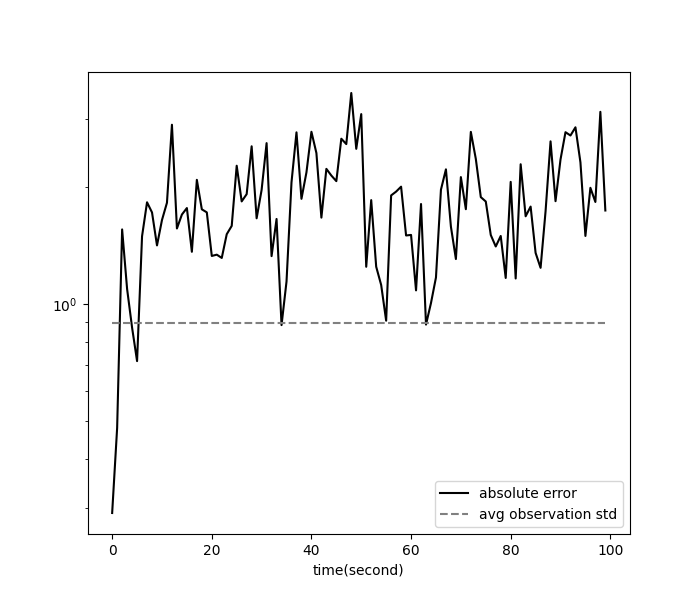 10⁰
0
20
40
60
80
100
time(second)
absolute error
avg observation std